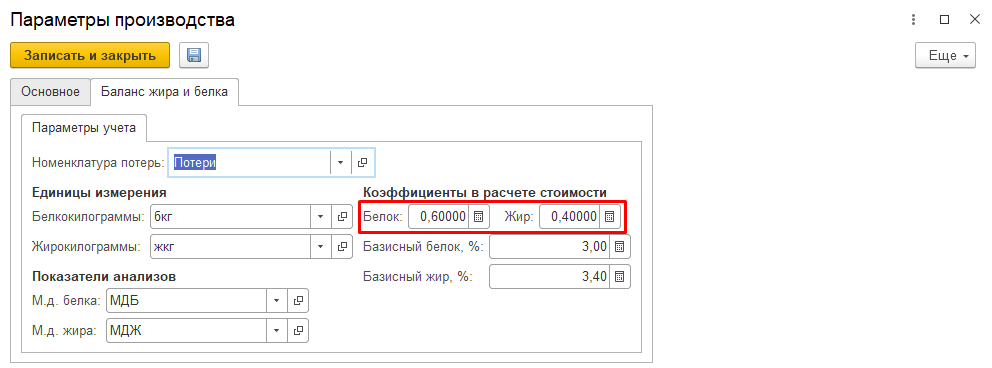 Параметры производства
Записать и закрыть Еще
Основное Баланс жира и белка
Параметры учета
Номенклатура потерь: Потери
Единицы измерения Коэффициенты в расчете стоимости
Белкокилограммы: бкг Белок: 0,60000 Жир: 0,40000
Жирокилограммы: жкг Базисный белок, %: 3,00
Показатели анализов Базисный жир, %: 3,40
М.д. белка: МДБ
М.д. жира: МДЖ